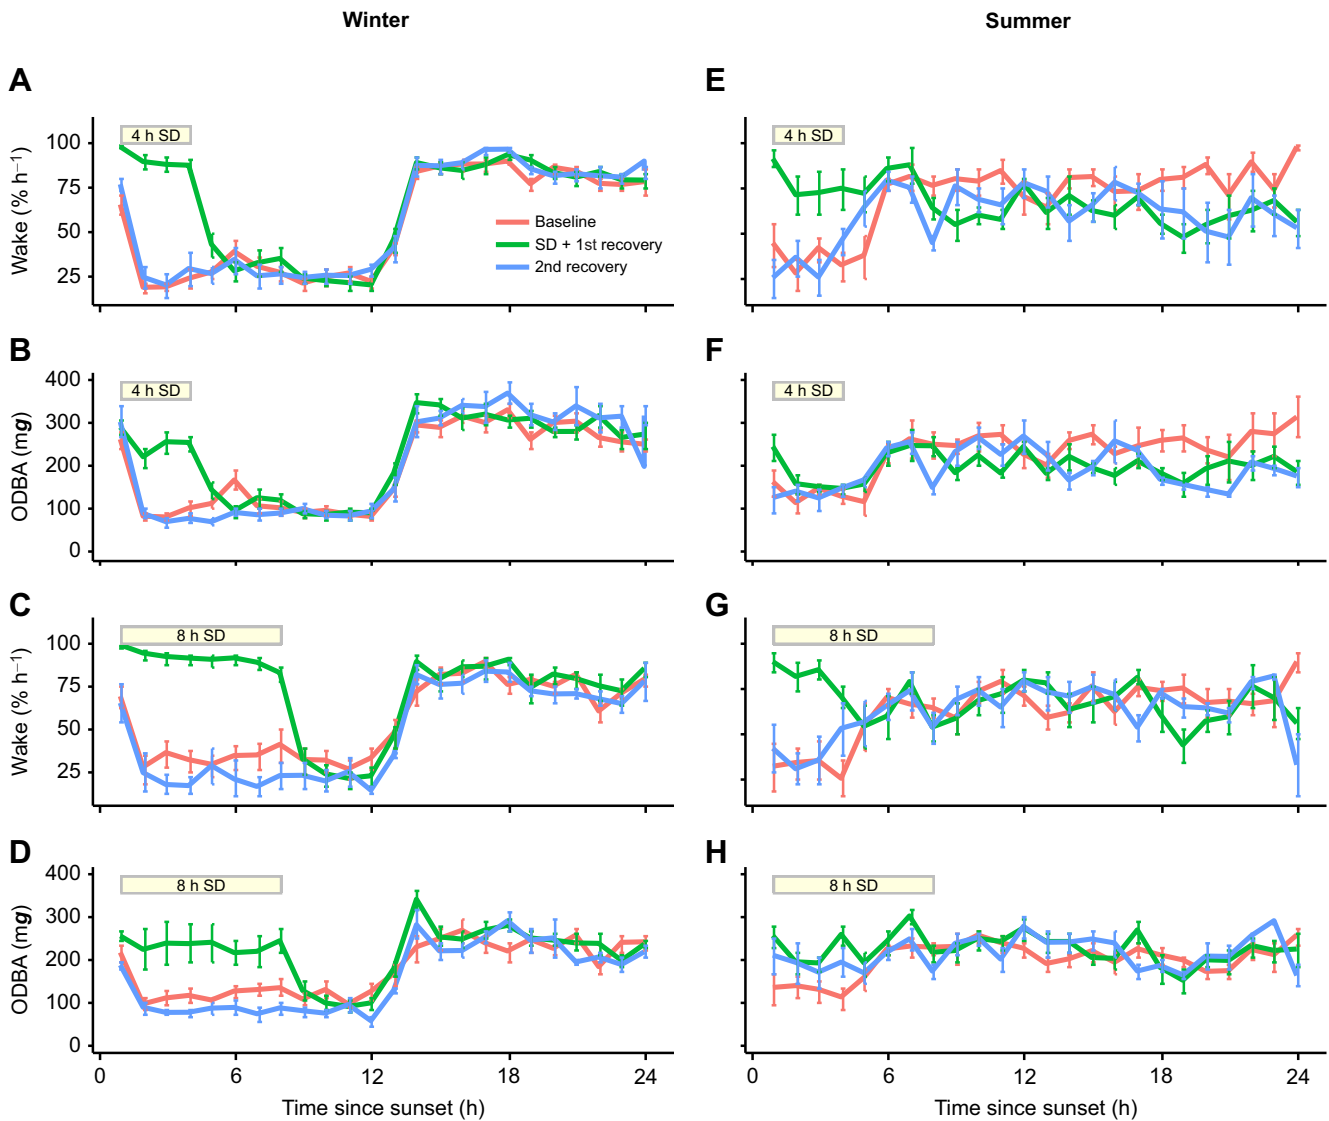 Winter
Summer
A
E
4 h SD
4 h SD
Wake (% h⁻¹)
100
75
50
25
Baseline
SD + 1st recovery
2nd recovery
B
F
4 h SD
4 h SD
ODBA (mg)
400
300
200
100
0
C
G
8 h SD
8 h SD
Wake (% h⁻¹)
100
75
50
25
D
H
8 h SD
8 h SD
ODBA (mg)
400
300
200
100
0
0 6 12 18 24
0 6 12 18 24
Time since sunset (h)
Time since sunset (h)